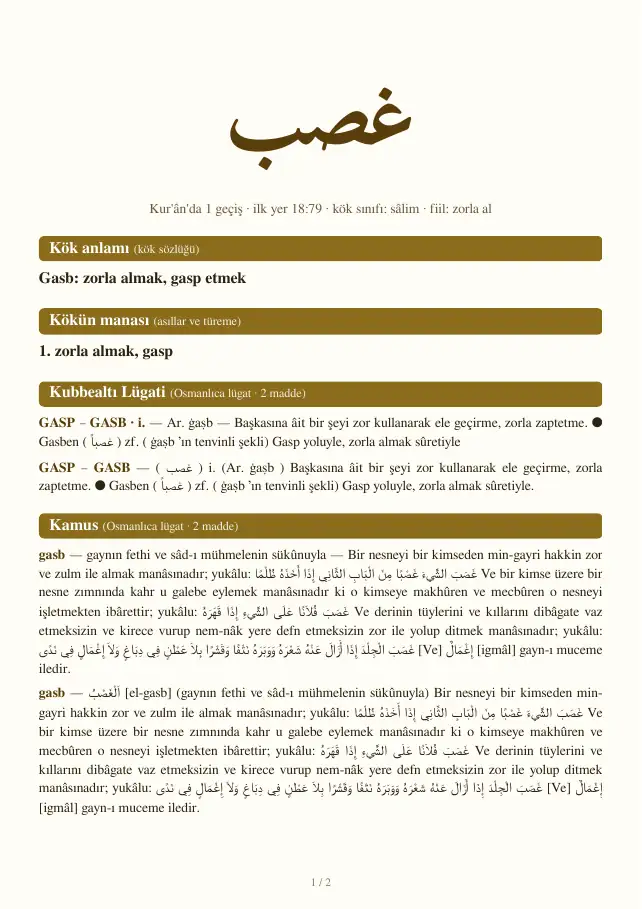 غصب
Kur'ân'da 1 geçiş · ilk yer 18:79 · kök sınıfı: sâlim · fiil: zorla al
Kök anlamı (kök sözlüğü)
Gasb: zorla almak, gasp etmek
Kökün manası (asıllar ve türeme)
1. zorla almak, gasp
Kubbealtı Lügati (Osmanlıca lügat · 2 madde)
GASP – GASB · i. — Ar. ġaṣb — Başkasına âit bir şeyi zor kullanarak ele geçirme, zorla zaptetme. ●
Gasben ( غصباً ) zf. ( ġaṣb ’ın tenvinli şekli) Gasp yoluyle, zorla almak sûretiyle
GASP – GASB — ( غصب ) i. (Ar. ġaṣb ) Başkasına âit bir şeyi zor kullanarak ele geçirme, zorla
zaptetme. ● Gasben ( غصباً ) zf. ( ġaṣb ’ın tenvinli şekli) Gasp yoluyle, zorla almak sûretiyle.
Kamus (Osmanlıca lügat · 2 madde)
gasb — gaynın fethi ve sâd-ı mühmelenin sükûnuyla — Bir nesneyi bir kimseden min-gayri hakkin zor
ve zulm ile almak manâsınadır; yukâlu: غَصَبَ الشَّيْءَ غَصْبًا مِنَ الْبَابِ الثَّانِي إِذَا أَخَذَهُ ظُلْمًا Ve bir kimse üzere bir
nesne zımnında kahr u galebe eylemek manâsınadır ki o kimseye makhûren ve mecbûren o nesneyi
işletmekten ibârettir; yukâlu: غَصَبَ فُلَانًا عَلَى الشَّيْءِ إِذَا قَهَرَهُ Ve derinin tüylerini ve kıllarını dibâgate vaz
etmeksizin ve kirece vurup nem-nâk yere defn etmeksizin zor ile yolup ditmek manâsınadır; yukâlu:
غَصَبَ الْجِلْدَ إِذَا أَزَالَ عَنْهُ شَعْرَهُ وَوَبَرَهُ نَتْفًا وَقَشْرًا بِلاَ عَطْنٍ فِي دِبَاغٍ وَلاَ إِغْمَالٍ فِي نَدًى [Ve] إِغْمَالٌ [igmâl] gayn-ı muceme
iledir.
gasb — اَلْغَصْبُ [el-gasb] (gaynın fethi ve sâd-ı mühmelenin sükûnuyla) Bir nesneyi bir kimseden min-
gayri hakkin zor ve zulm ile almak manâsınadır; yukâlu: غَصَبَ الشَّيْءَ غَصْبًا مِنَ الْبَابِ الثَّانِي إِذَا أَخَذَهُ ظُلْمًا Ve
bir kimse üzere bir nesne zımnında kahr u galebe eylemek manâsınadır ki o kimseye makhûren ve
mecbûren o nesneyi işletmekten ibârettir; yukâlu: غَصَبَ فُلَانًا عَلَى الشَّيْءِ إِذَا قَهَرَهُ Ve derinin tüylerini ve
kıllarını dibâgate vaz etmeksizin ve kirece vurup nem-nâk yere defn etmeksizin zor ile yolup ditmek
manâsınadır; yukâlu: غَصَبَ الْجِلْدَ إِذَا أَزَالَ عَنْهُ شَعْرَهُ وَوَبَرَهُ نَتْفًا وَقَشْرًا بِلاَ عَطْنٍ فِي دِبَاغٍ وَلاَ إِغْمَالٍ فِي نَدًى [Ve] إِغْمَالٌ
[igmâl] gayn-ı muceme iledir.
1 / 2